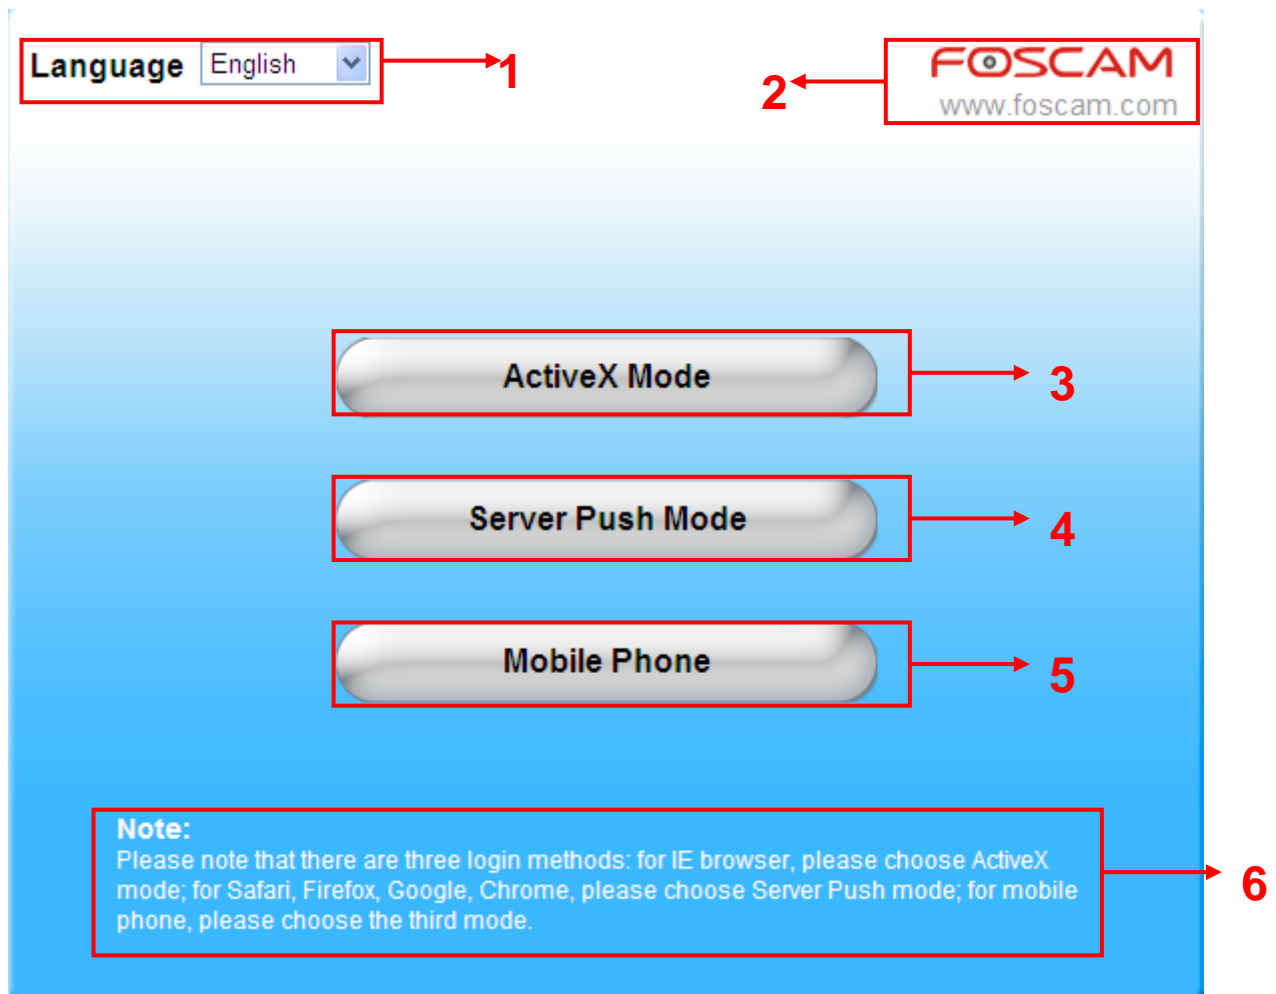 Language English
1
FOSCAM
2
www.foscam.com
ActiveX Mode
3
Server Push Mode
4
Mobile Phone
5
Note:
Please note that there are three login methods: for IE browser, please choose ActiveX
mode; for Safari, Firefox, Google, Chrome, please choose Server Push mode; for mobile
phone, please choose the third mode.
6